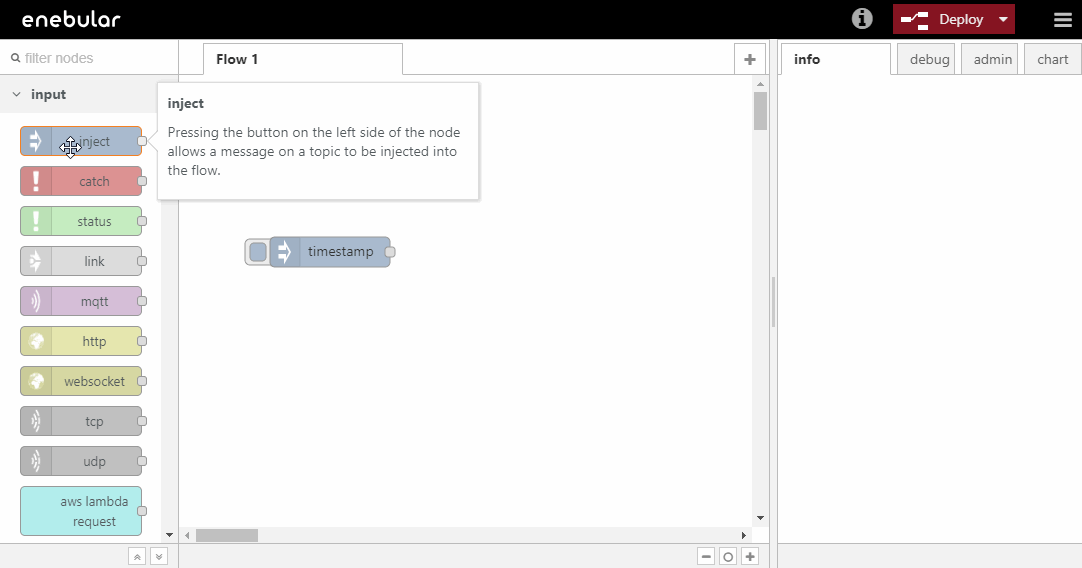 enebular
Deploy
filter nodes
Flow 1
info
debug
admin
chart
input
inject
Pressing the button on the left side of the node
allows a message on a topic to be injected into
the flow.
inject
catch
status
link
mqtt
http
websocket
tcp
udp
aws lambda
request
timestamp